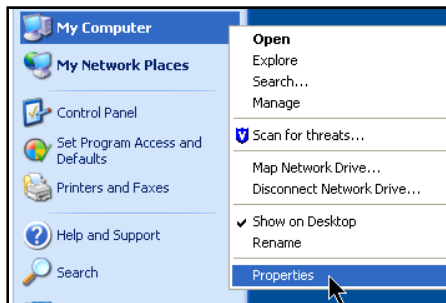 My Computer
My Network Places
Control Panel
Set Program Access and
Defaults
Printers and Faxes
Help and Support
Search
Open
Explore
Search...
Manage
Scan for threats...
Map Network Drive...
Disconnect Network Drive...
Show on Desktop
Rename
Properties